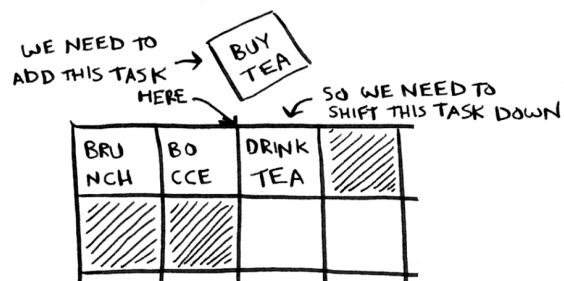 WE NEED TO
ADD THIS TASK
HERE
BUY
TEA
SO WE NEED TO
SHIFT THIS TASK DOWN
BRU
NCH
BO
CCE
DRINK
TEA